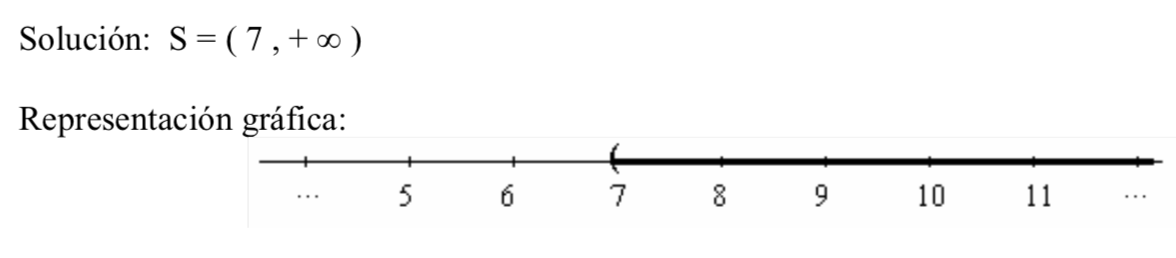 Solución: S = ( 7 , + ∞ )
Representación gráfica:
(
... 5 6 7 8 9 10 11 ...